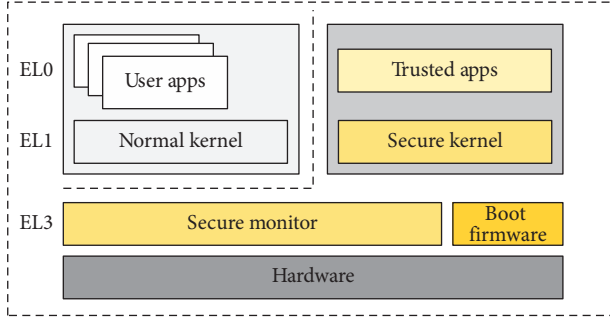 EL0
User apps
Trusted apps
EL1
Normal kernel
Secure kernel
EL3
Secure monitor
Boot
firmware
Hardware